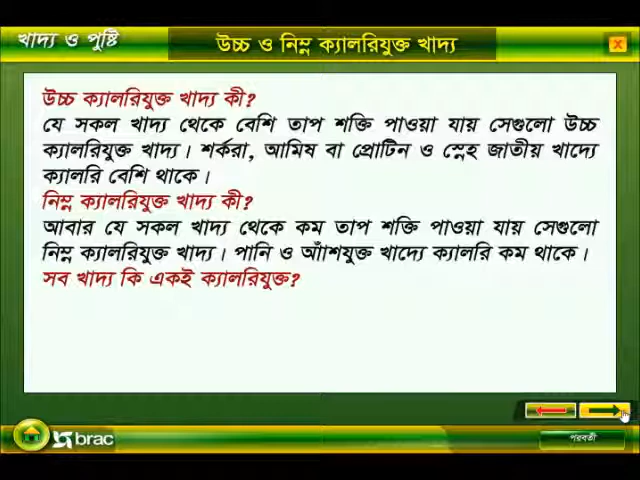 খাদ্য ও পুষ্টি
উচ্চ ও নিম্ন ক্যালরিযুক্ত খাদ্য
উচ্চ ক্যালরিযুক্ত খাদ্য কী?
যে সকল খাদ্য থেকে বেশি তাপ শক্তি পাওয়া যায় সেগুলো উচ্চ
ক্যালরিযুক্ত খাদ্য। শর্করা, আমিষ বা প্রোটিন ও স্নেহ জাতীয় খাদ্যে
ক্যালরি বেশি থাকে।
নিম্ন ক্যালরিযুক্ত খাদ্য কী?
আবার যে সকল খাদ্য থেকে কম তাপ শক্তি পাওয়া যায় সেগুলো
নিম্ন ক্যালরিযুক্ত খাদ্য। পানি ও আঁাশযুক্ত খাদ্যে ক্যালরি কম থাকে।
সব খাদ্য কি একই ক্যালরিযুক্ত?
brac
পরবর্তী